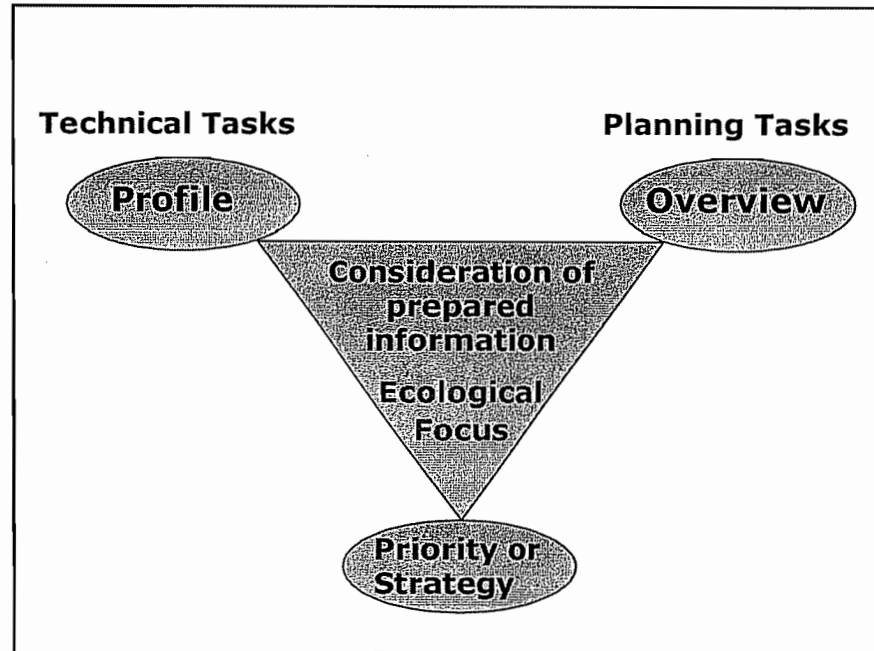 Technical Tasks
Planning Tasks
Profile
Overview
Consideration of
prepared
information
Ecological
Focus
Priority or
Strategy